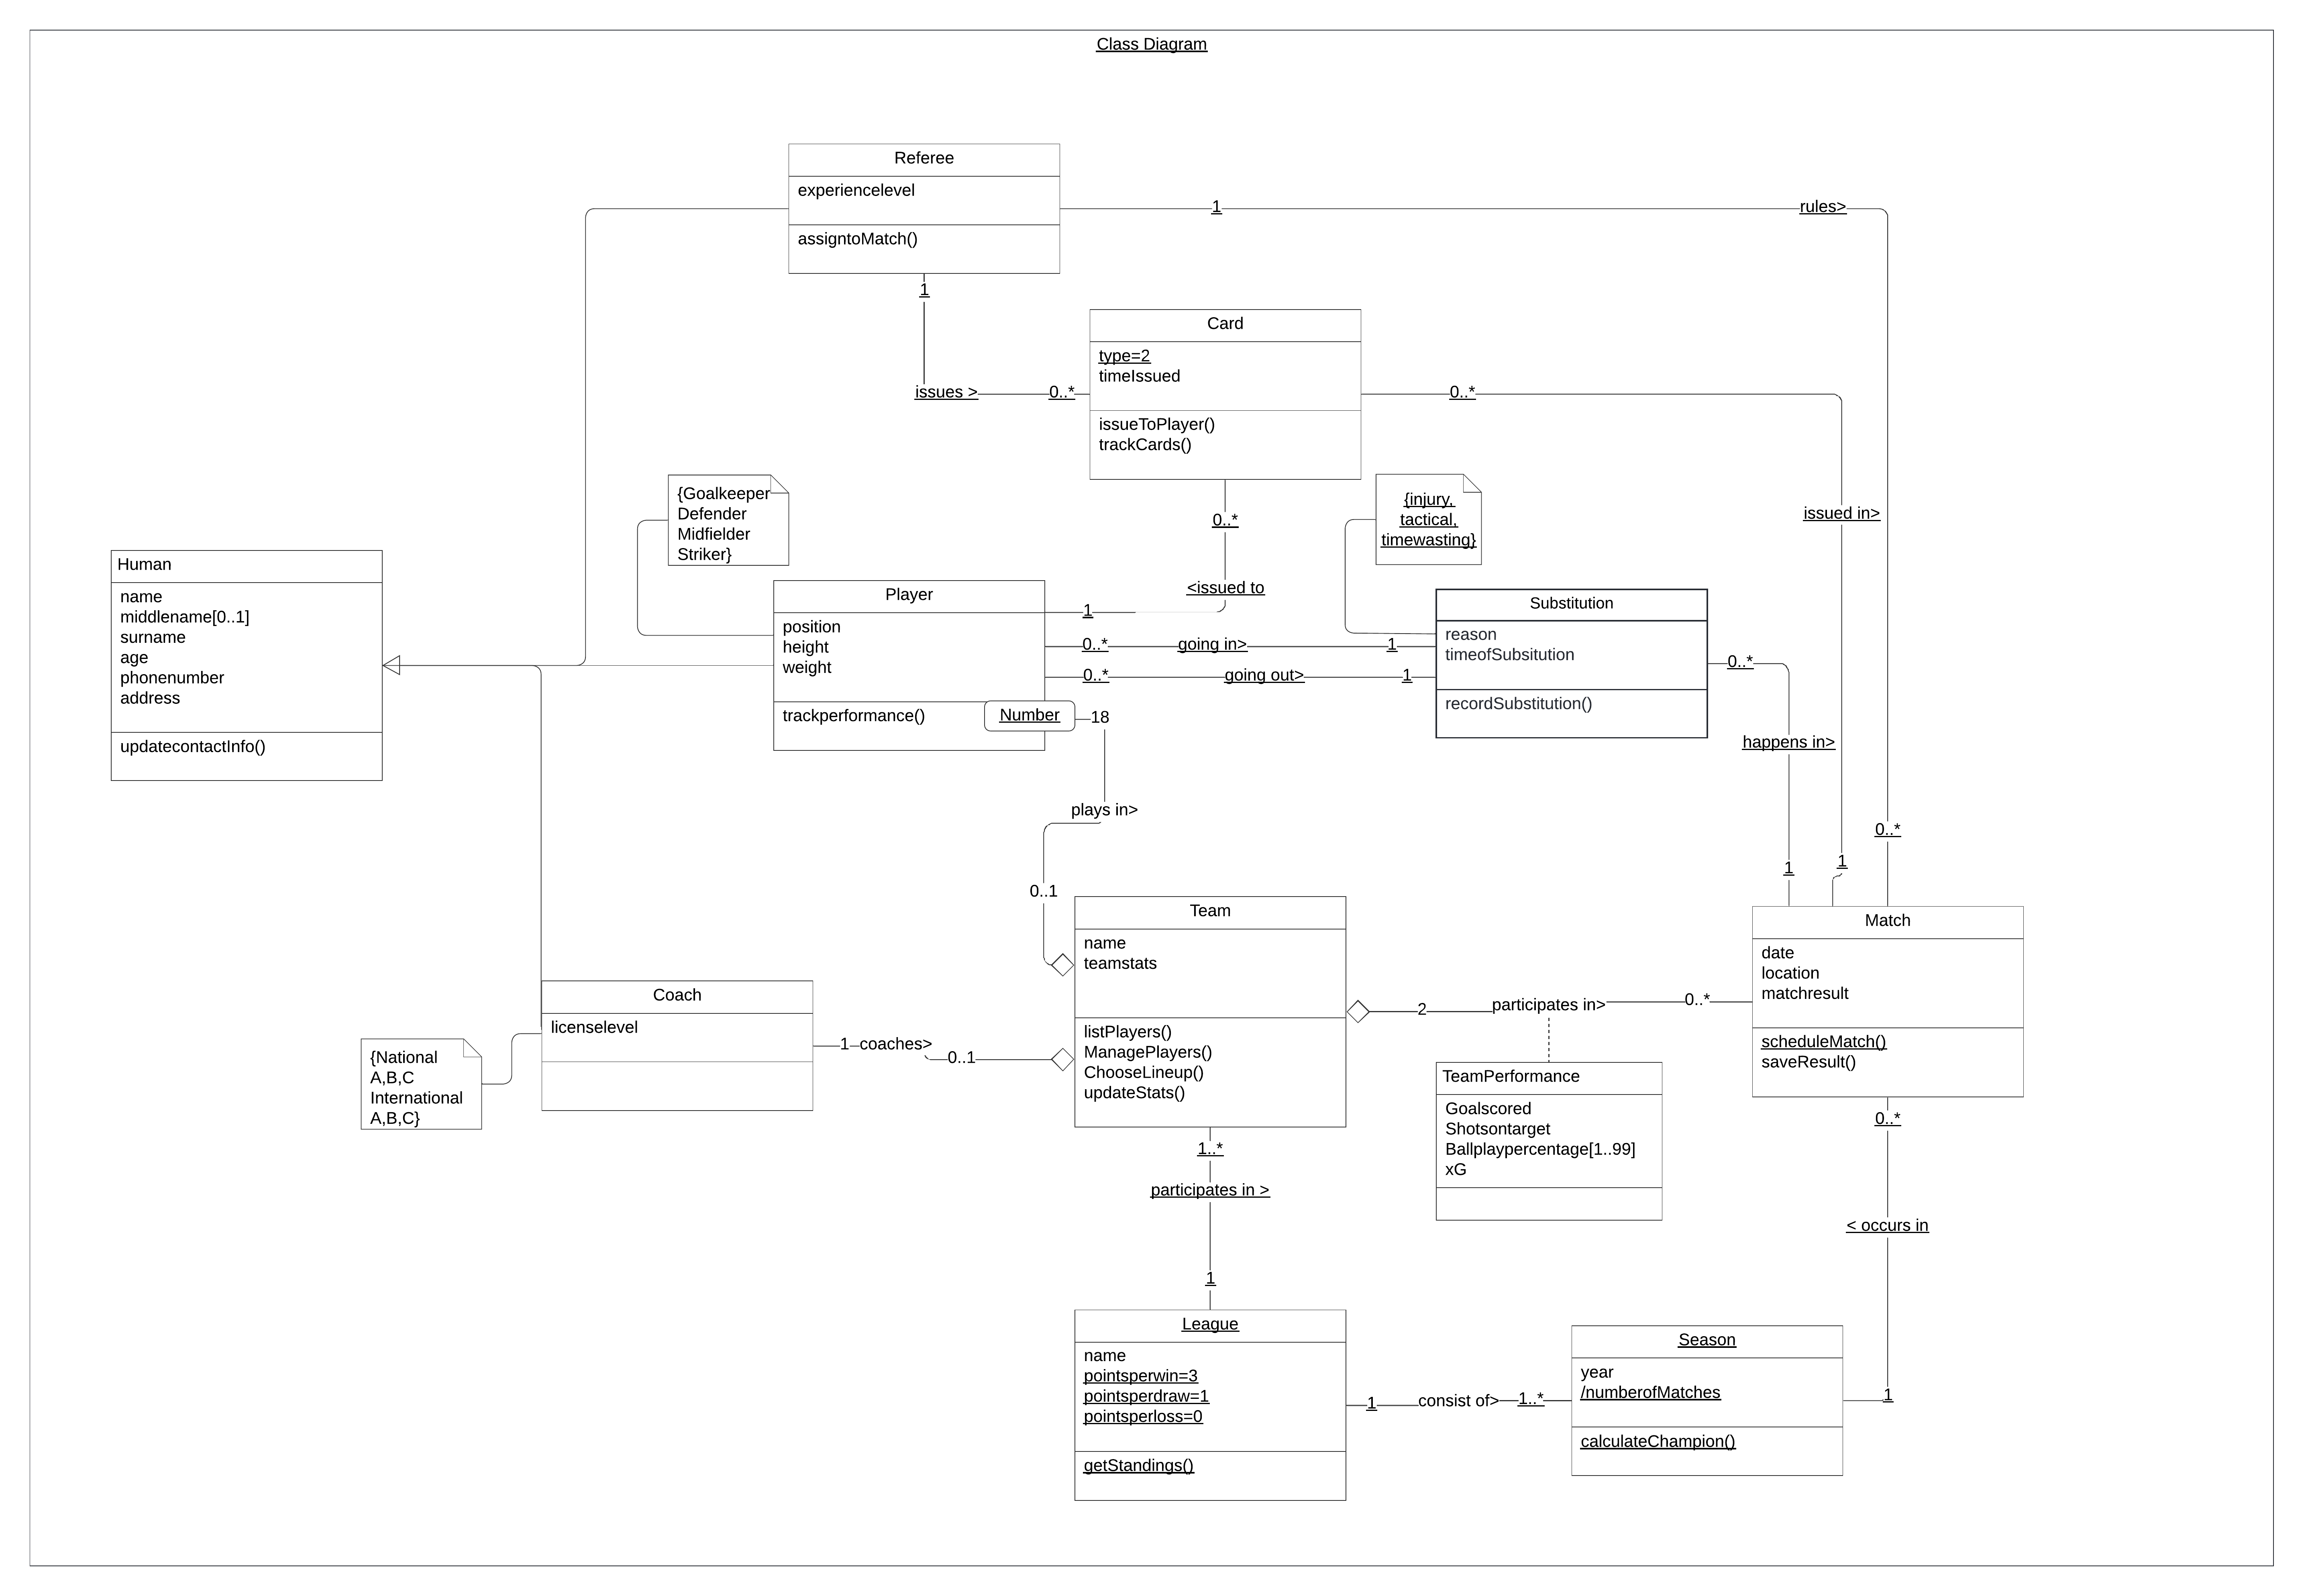 Class Diagram
Referee
experiencelevel
assigntoMatch()
1
rules>
1
issues >
0..*
Card
type=2
timeIssued
issueToPlayer()
trackCards()
0..*
issued in>
{Goalkeeper
Defender
Midfielder
Striker}
{injury,
tactical,
timewasting}
0..*
<issued to
1
Human
name
middlename[0..1]
surname
age
phonenumber
address
updatecontactInfo()
Player
position
height
weight
trackperformance()
Number
18
0..*
going in>
1
0..*
going out>
1
Substitution
reason
timeofSubsitution
recordSubstitution()
0..*
happens in>
1
1
0..*
plays in>
0..1
Team
name
teamstats
listPlayers()
ManagePlayers()
ChooseLineup()
updateStats()
Match
date
location
matchresult
scheduleMatch()
saveResult()
2
participates in>
0..*
Coach
licenselevel
{National
A,B,C
International
A,B,C}
1
coaches>
0..1
TeamPerformance
Goalscored
Shotsontarget
Ballplaypercentage[1..99]
xG
1..*
participates in >
1
0..*
< occurs in
1
League
name
pointsperwin=3
pointsperdraw=1
pointsperloss=0
getStandings()
1
consist of>
1..*
Season
year
/numberofMatches
calculateChampion()